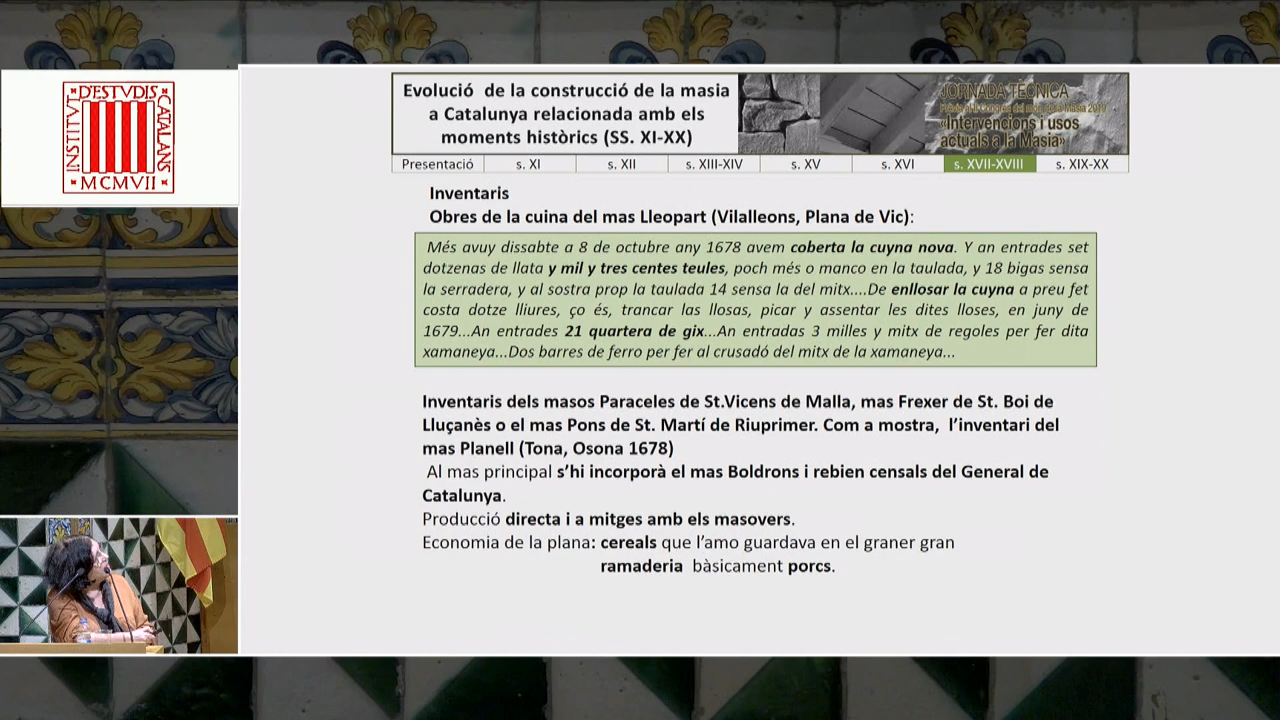 INSTITUT
D'ESTVDIS
CATALANS
MCMVII
Evolució de la construcció de la masia
a Catalunya relacionada amb els
moments històrics (SS. XI-XX)
JORNADA TÈCNICA
«Intervencions i usos
actuals a la Masia»
Presentació s. XI s. XII s. XIII-XIV s. XV s. XVI s. XVII-XVIII s. XIX-XX
Inventaris
Obres de la cuina del mas Lleopart (Vilalleons, Plana de Vic):
Més avuy dissabte a 8 de octubre any 1678 avem coberta la cuyna nova. Y an entrades set
dotzenas de llata y mil y tres centes teules, poch més o manco en la taulada, y 18 bigas sensa
la serradera, y al sostra prop la taulada 14 sensa la del mitx....De enllosar la cuyna a preu fet
costa dotze lliures, ço és, trancar las llosas, picar y assentar les dites lloses, en juny de
1679...An entrades 21 quartera de gix...An entradas 3 milles y mitx de regoles per fer dita
xamaneya...Dos barres de ferro per fer al crusadó del mitx de la xamaneya...
Inventaris dels masos Paraceles de St.Vicens de Malla, mas Frexer de St. Boi de
Lluçanès o el mas Pons de St. Martí de Riuprimer. Com a mostra, l'inventari del
mas Planell (Tona, Osona 1678)
Al mas principal s'hi incorporà el mas Boldrons i rebien censals del General de
Catalunya.
Producció directa i a mitges amb els masovers.
Economia de la plana: cereals que l'amo guardava en el graner gran
ramaderia bàsicament porcs.